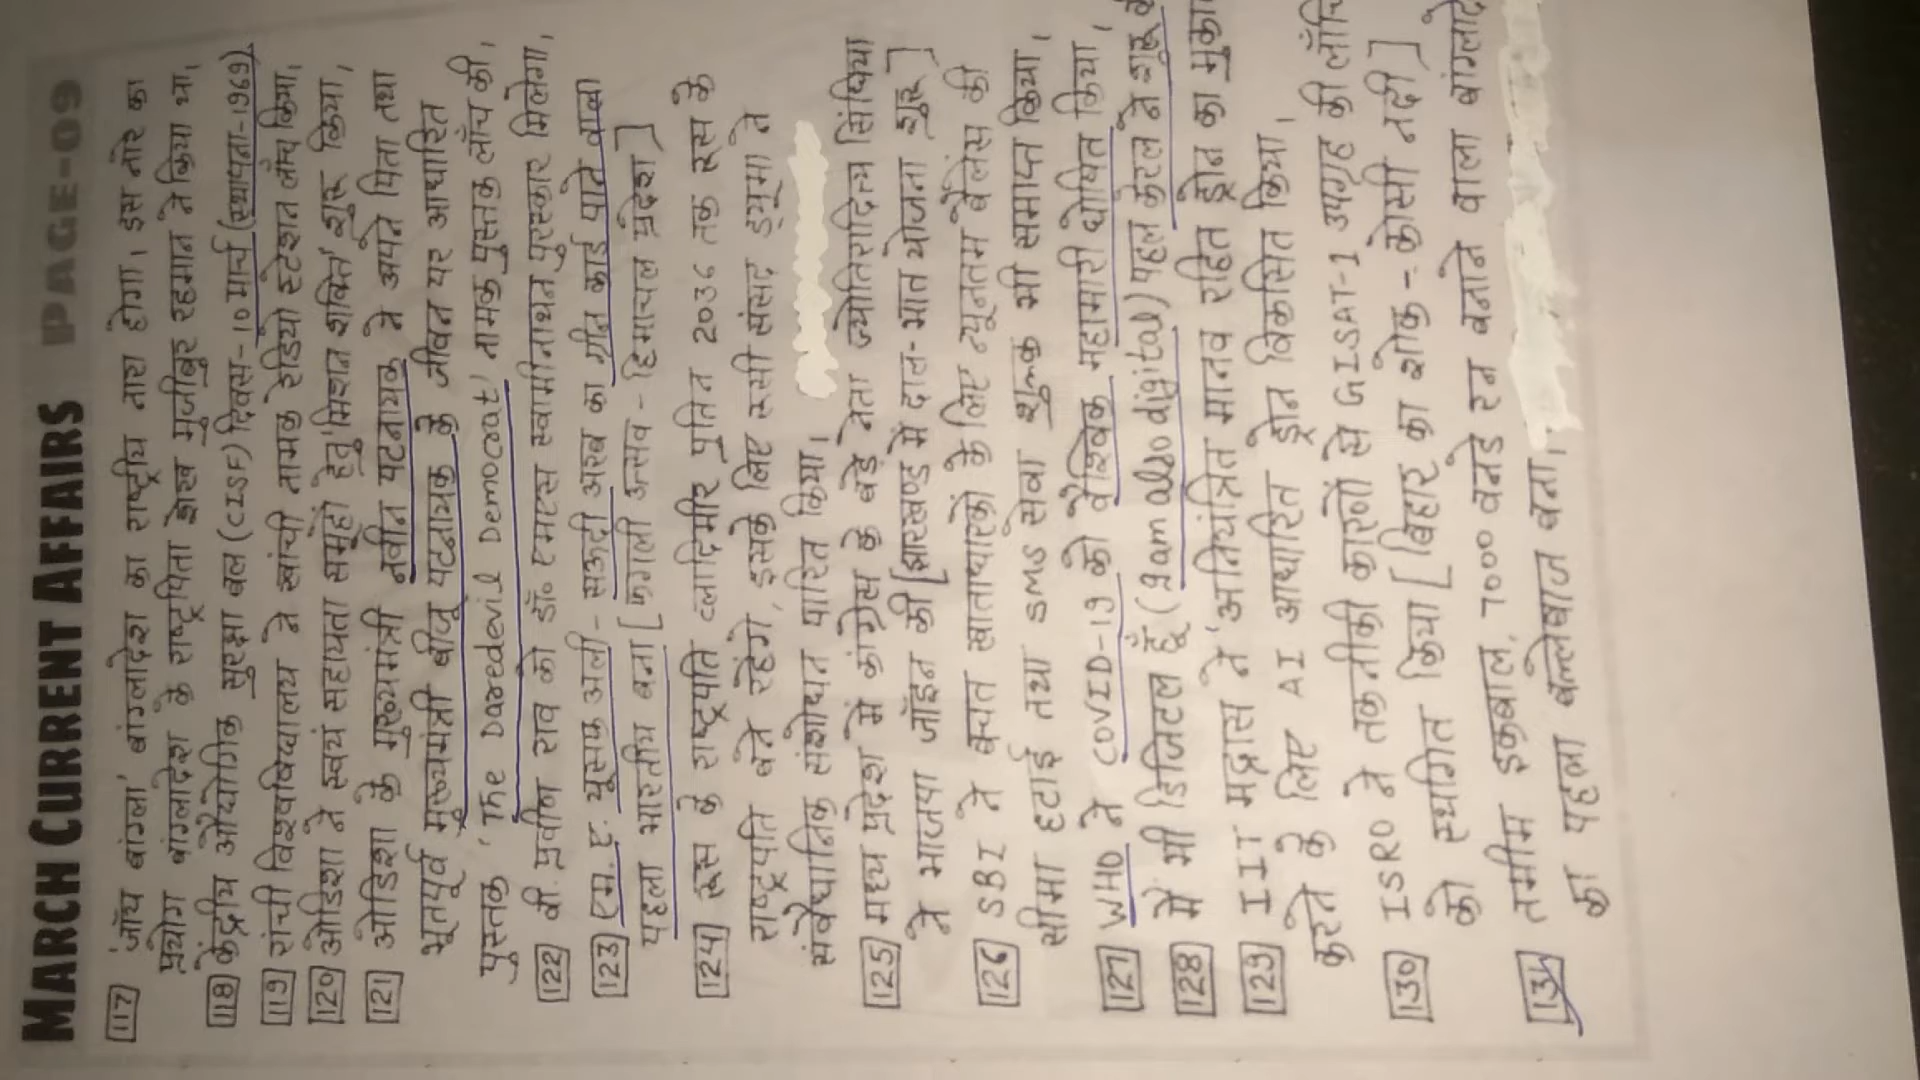 MARCH CURRENT AFFAIRS PAGE-09
117 'जॉय बांग्ला' बांग्लादेश का राष्ट्रीय नारा होगा। इस नारे का
प्रयोग बांग्लादेश के राष्ट्रपिता शेख मुजीबुर रहमान ने किया था।
118 केंद्रीय औद्योगिक सुरक्षा बल (CISF) दिवस- 10 मार्च (स्थापना-1969)
119 रांची विश्वविद्यालय ने खांची नामक रेडियो स्टेशन लॉंच किया।
120 ओडिशा ने स्वयं सहायता समूहों हेतु 'मिशन शक्ति' शुरू किया।
121 ओडिशा के मुख्यमंत्री नवीन पटनायक ने अपने पिता तथा
भूतपूर्व मुख्यमंत्री बीजू पटनायक के जीवन पर आधारित
पुस्तक 'The Daredevil Democrat' नामक पुस्तक लाँच की।
122 वी. प्रवीण राव को डॉ॰ एमएस स्वामीनाथन पुरस्कार मिलेगा।
123 एम. ए. यूसुफ अली - सऊदी अरब का ग्रीन कार्ड पाने वाला
पहला भारतीय बना [फागली उत्सव - हिमाचल प्रदेश]
124 रूस के राष्ट्रपति व्लादिमीर पुतिन 2036 तक रूस के
राष्ट्रपति बने रहेंगे, इसके लिए रूसी संसद ड्यूमा ने
संवैधानिक संशोधन पारित किया।
125 मध्य प्रदेश में कांग्रेस के बड़े नेता ज्योतिरादित्य सिंधिया
ने भाजपा जॉइन की [झारखण्ड में दाल-भात योजना शुरू]
126 SBI ने बचत खाताधारकों के लिए न्यूनतम बैलेंस की
सीमा हटाई तथा SMS सेवा शुल्क भी समाप्त किया।
127 WHO ने COVID-19 को वैश्विक महामारी घोषित किया।
128 मैं भी डिजिटल हूँ (I am also digital) पहल केरल ने शुरू
129 IIT मद्रास ने 'अनियंत्रित मानव रहित ड्रोन का
करने के लिए AI आधारित ड्रोन विकसित किया।
130 ISRO ने तकनीकी कारणों से GISAT-1 उपग्रह की
को स्थगित किया [बिहार का शोक - कोसी नदी]
131 तमीम इकबाल, 7000 वनडे रन बनाने वाला
का पहला बल्लेबाज बना।